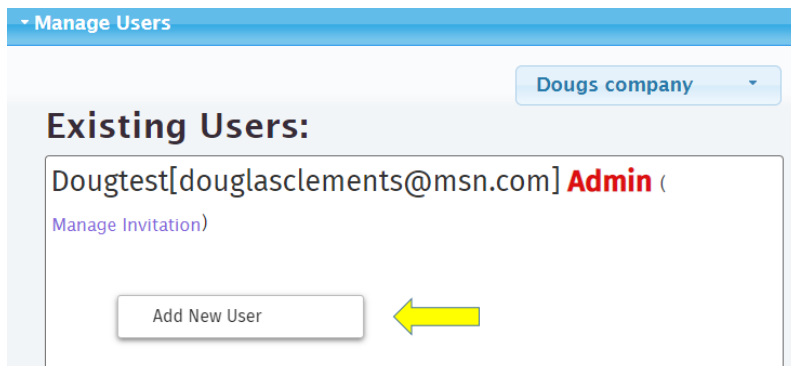 Manage Users
Dougs company
Existing Users:
Dougtest[douglasclements@msn.com] Admin (
Manage Invitation)
Add New User